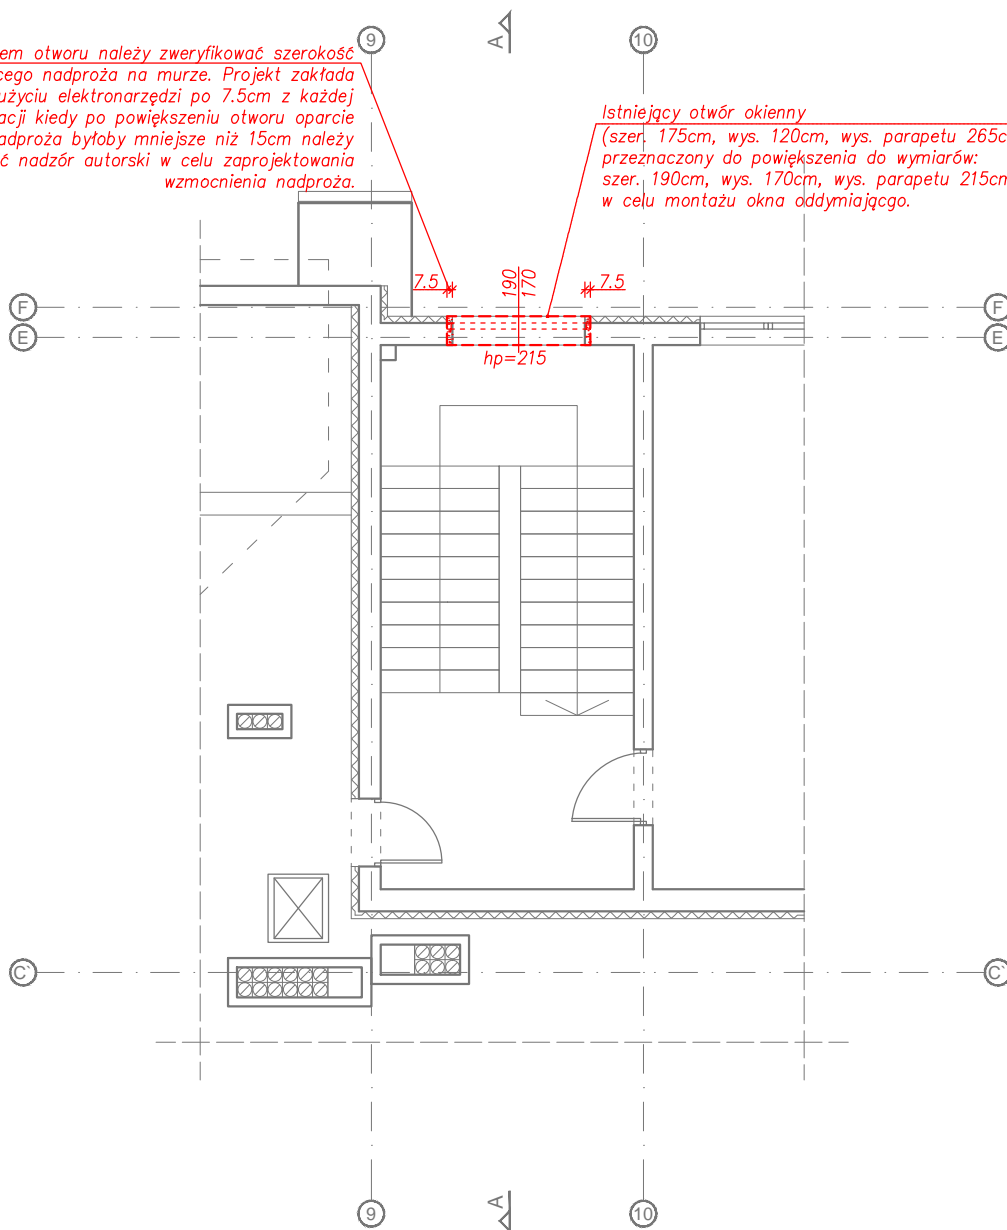 A
9
10
em otworu należy zweryfikować szerokość
cego nadproża na murze. Projekt zakłada
użyciu elektronarzędzi po 7.5cm z każdej
acji kiedy po powiększeniu otworu oparcie
adproża byłoby mniejsze niż 15cm należy
ć nadzór autorski w celu zaprojektowania
wzmocnienia nadproża.
Istniejący otwór okienny
(szer. 175cm, wys. 120cm, wys. parapetu 265c
przeznaczony do powiększenia do wymiarów:
szer. 190cm, wys. 170cm, wys. parapetu 215cm
w celu montażu okna oddymiającgo.
7.5
190
170
7.5
F
F
E
E
hp=215
C`
C`
9
A
10